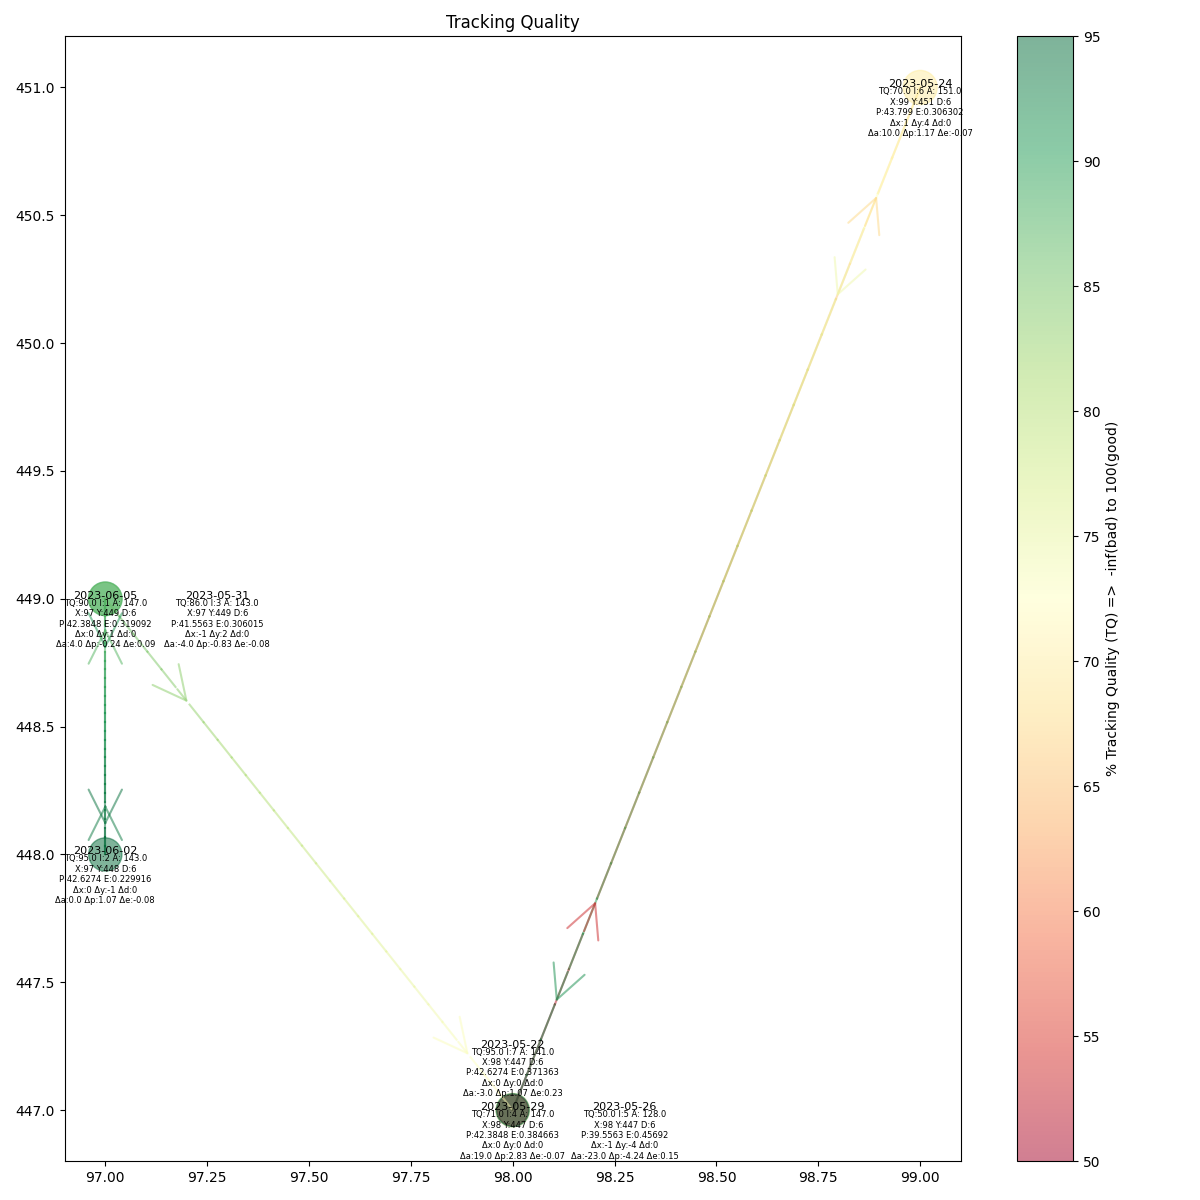 Tracking Quality
451.0
450.5
450.0
449.5
449.0
448.5
448.0
447.5
447.0
2023-05-24
TQ:70.0 I:6 A: 151.0
X:99 Y:451 D:6
P:43.799 E:0.306302
Δx:1 Δy:4 Δd:0
Δa:10.0 Δp:1.17 Δe:-0.07
2023-06-05
TQ:90.0 I:1 A: 147.0
X:97 Y:449 D:6
P:42.3848 E:0.319092
Δx:0 Δy:1 Δd:0
Δa:4.0 Δp:-0.24 Δe:0.09
2023-05-31
TQ:86.0 I:3 A: 143.0
X:97 Y:449 D:6
P:41.5563 E:0.306015
Δx:-1 Δy:2 Δd:0
Δa:-4.0 Δp:-0.83 Δe:-0.08
2023-06-02
TQ:95.0 I:2 A: 143.0
X:97 Y:448 D:6
P:42.6274 E:0.229916
Δx:0 Δy:-1 Δd:0
Δa:0.0 Δp:1.07 Δe:-0.08
2023-05-22
TQ:95.0 I:7 A: 141.0
X:98 Y:447 D:6
P:42.6274 E:0.371363
Δx:0 Δy:0 Δd:0
Δa:-3.0 Δp:1.07 Δe:0.23
2023-05-29
TQ:71.0 I:4 A: 147.0
X:98 Y:447 D:6
P:42.3848 E:0.384663
Δx:0 Δy:0 Δd:0
Δa:19.0 Δp:2.83 Δe:-0.07
2023-05-26
TQ:50.0 I:5 A: 128.0
X:98 Y:447 D:6
P:39.5563 E:0.45692
Δx:-1 Δy:-4 Δd:0
Δa:-23.0 Δp:-4.24 Δe:0.15
97.00 97.25 97.50 97.75 98.00 98.25 98.50 98.75 99.00
95
90
85
80
75
70
65
60
55
50
% Tracking Quality (TQ) =>  -inf(bad) to 100(good)